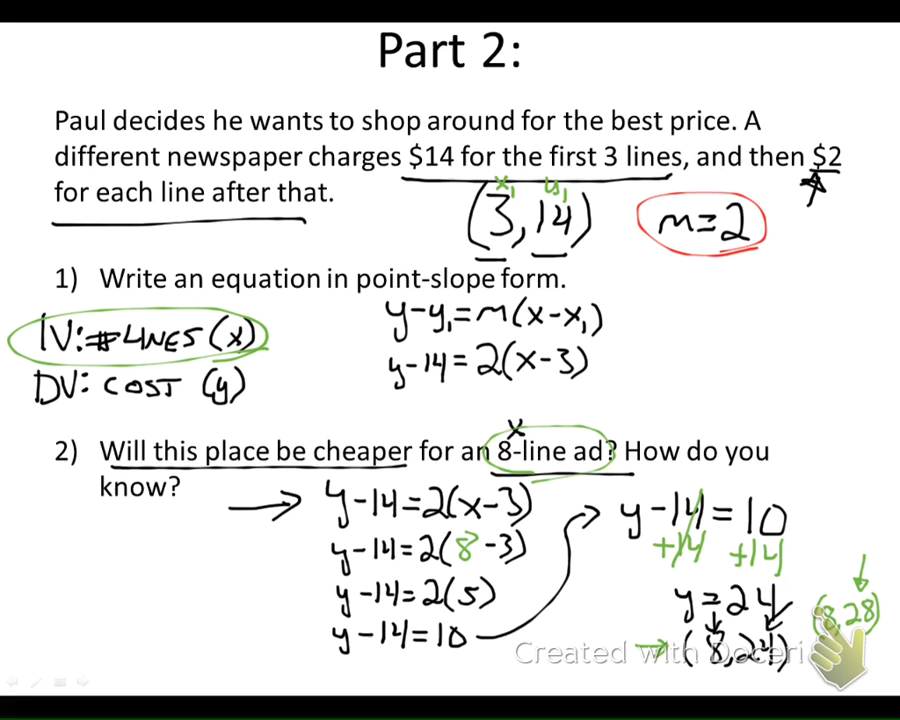 Part 2:
Paul decides he wants to shop around for the best price. A
different newspaper charges $14 for the first 3 lines, and then $2
for each line after that.
x₁ y₁
(3,14)
m=2
1) Write an equation in point-slope form.
IV:#LINES (x)
DV: COST (y)
y-y₁=m(x-x₁)
y-14=2(x-3)
x
2) Will this place be cheaper for an 8-line ad? How do you
know?
y-14=2(x-3)
y-14=2(8-3)
y-14=2(5)
y-14=10
y-14=10
+14 +14
y=24
(8,24)
(8,28)
Created with Doceri